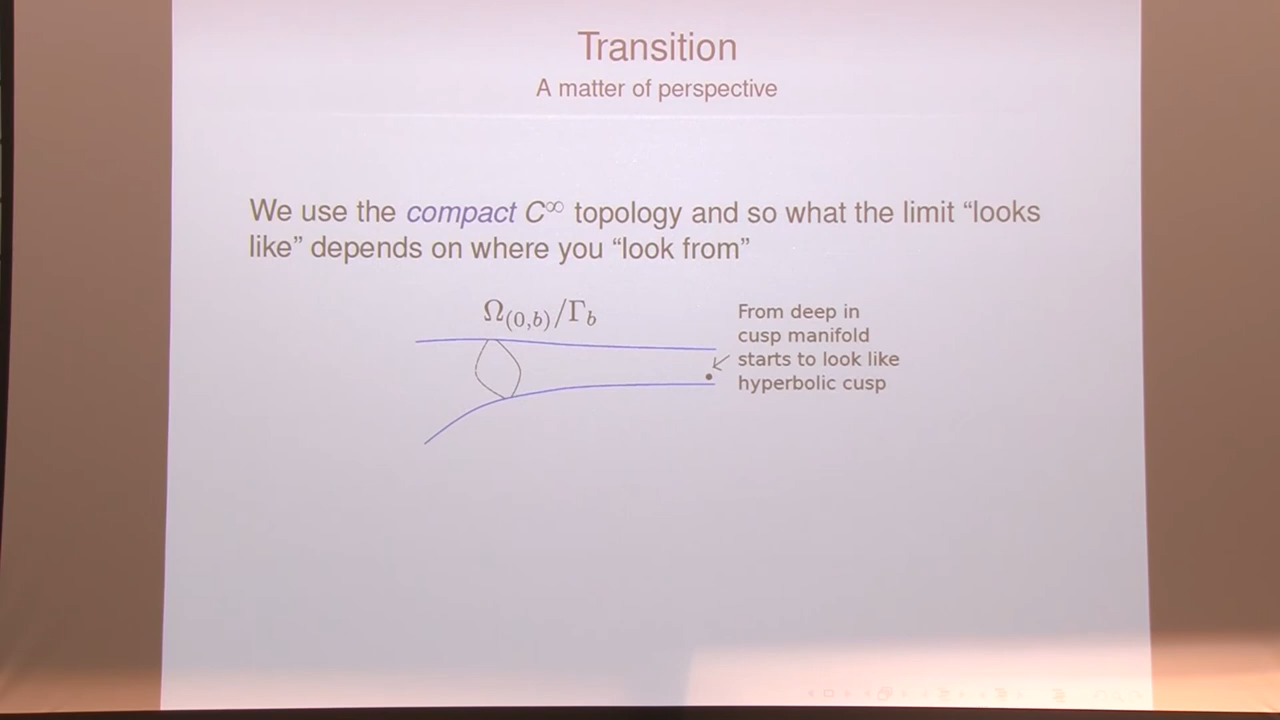 Transition
A matter of perspective
We use the compact C∞ topology and so what the limit “looks
like” depends on where you “look from”
Ω(0,b)/Γb
From deep in
cusp manifold
starts to look like
hyperbolic cusp